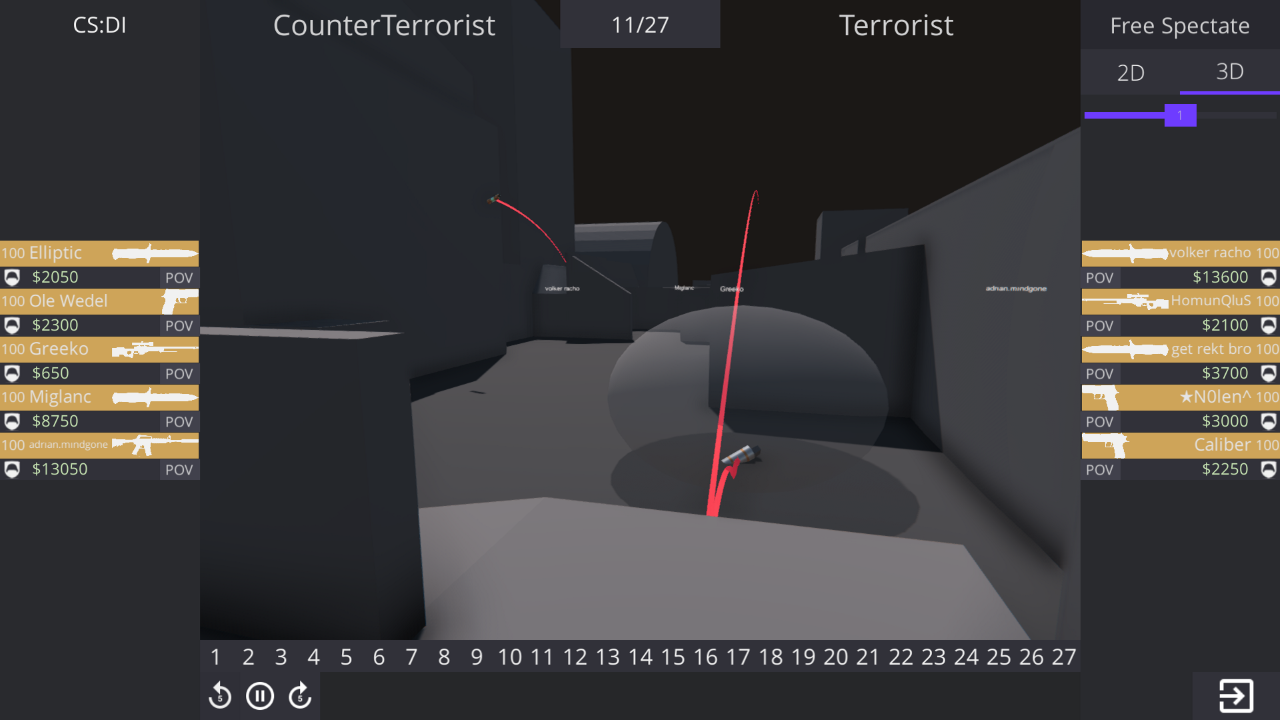 CS:DI
CounterTerrorist
11/27
Terrorist
Free Spectate
2D
3D
1
100 Elliptic
$2050
POV
100 Ole Wedel
$2300
POV
100 Greeko
$650
POV
100 Miglanc
$8750
POV
100 adrian.mindgone
$13050
POV
volker racho
Miglanc
Greeko
adrian.mindgone
volker racho 100
POV
$13600
HomunQluS 100
POV
$2100
get rekt bro 100
POV
$3700
★N0len^ 100
POV
$3000
Caliber 100
POV
$2250
1 2 3 4 5 6 7 8 9 10 11 12 13 14 15 16 17 18 19 20 21 22 23 24 25 26 27
5
5